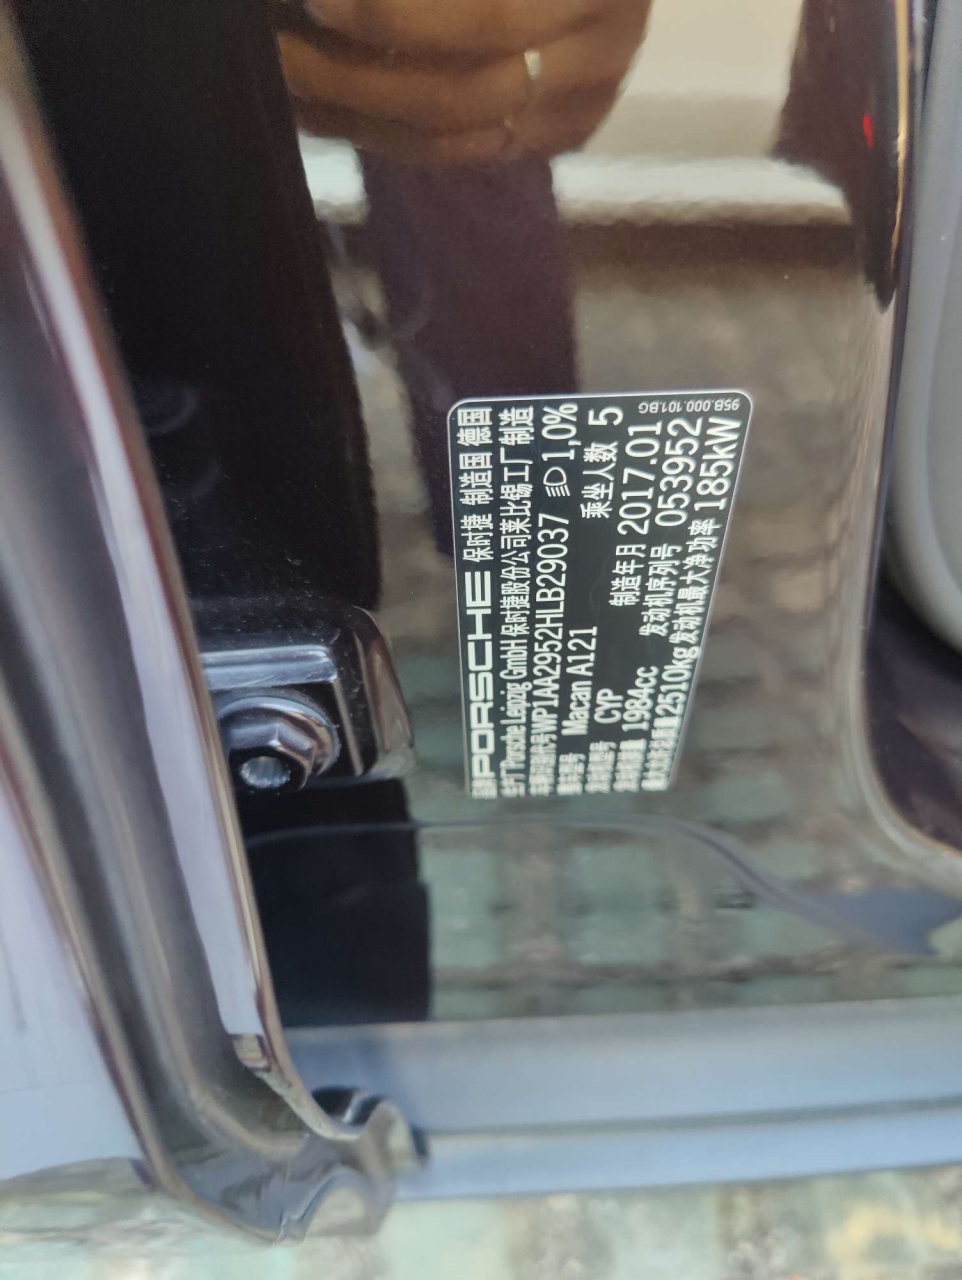 品牌 PORSCHE 保时捷 制造国 德国
生产厂 Porsche Leipzig GmbH 保时捷股份公司莱比锡工厂制造
车辆识别代号 WP1AA2952HLB29037 1,0%
整车型号 Macan A121 乘坐人数 5
发动机型号 CYP 制造年月 2017.01
发动机排量 1984cc 发动机序列号 053952
最大允许总质量 2510kg 发动机最大净功率 185kW
95B.000.101.BG